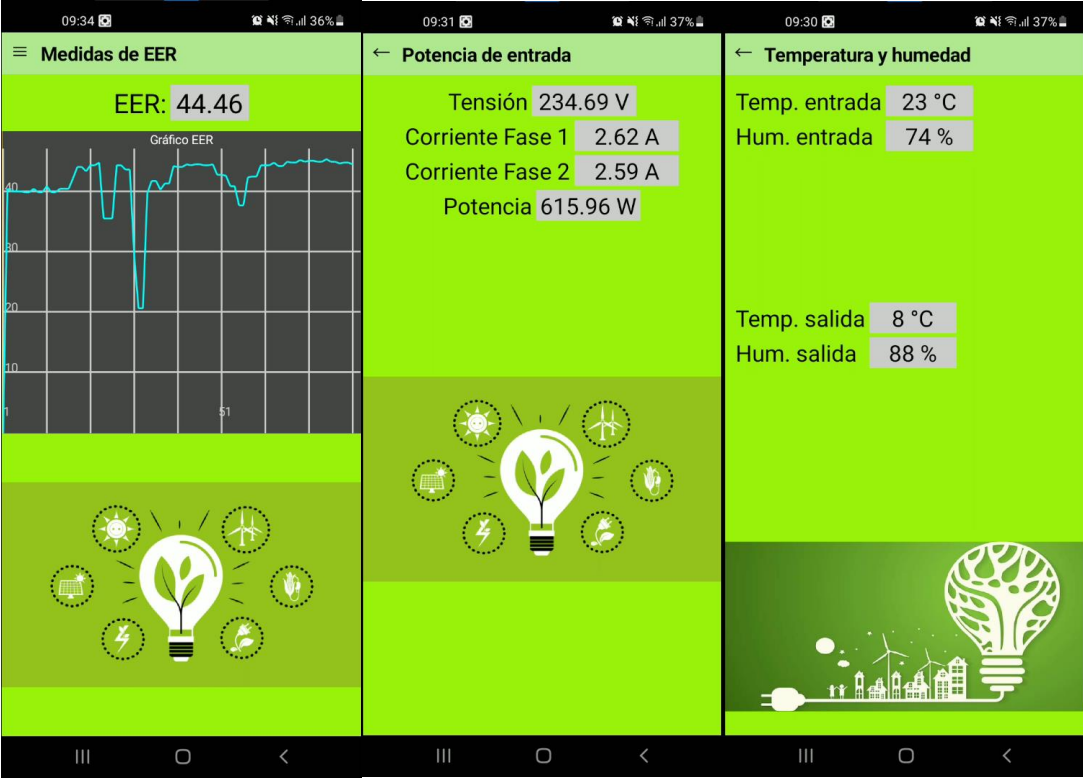 09:34 36%
Medidas de EER
EER: 44.46
Gráfico EER
40
30
20
10
1 51
09:31 37%
Potencia de entrada
Tensión 234.69 V
Corriente Fase 1 2.62 A
Corriente Fase 2 2.59 A
Potencia 615.96 W
09:30 37%
Temperatura y humedad
Temp. entrada 23 °C
Hum. entrada 74 %
Temp. salida 8 °C
Hum. salida 88 %